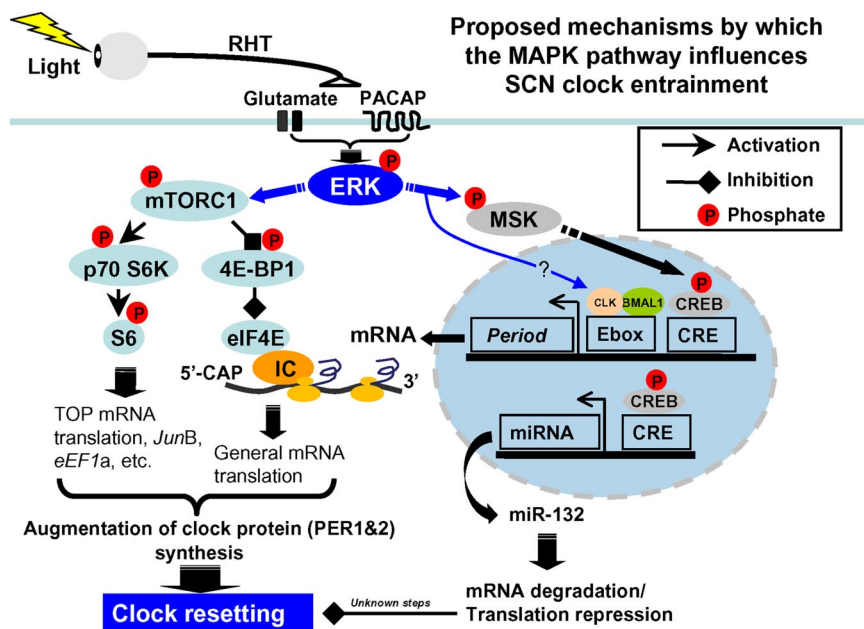 Proposed mechanisms by which
the MAPK pathway influences
SCN clock entrainment
Light
RHT
Glutamate
PACAP
Activation
Inhibition
P Phosphate
P
ERK
P
mTORC1
P
MSK
P
p70 S6K
P
4E-BP1
P
S6
eIF4E
IC
5'-CAP
3'
TOP mRNA
translation, JunB,
eEF1a, etc.
General mRNA
translation
?
P
CLK
BMAL1
CREB
mRNA
Period
Ebox
CRE
P
CREB
miRNA
CRE
miR-132
Augmentation of clock protein (PER1&2)
synthesis
mRNA degradation/
Translation repression
Unknown steps
Clock resetting